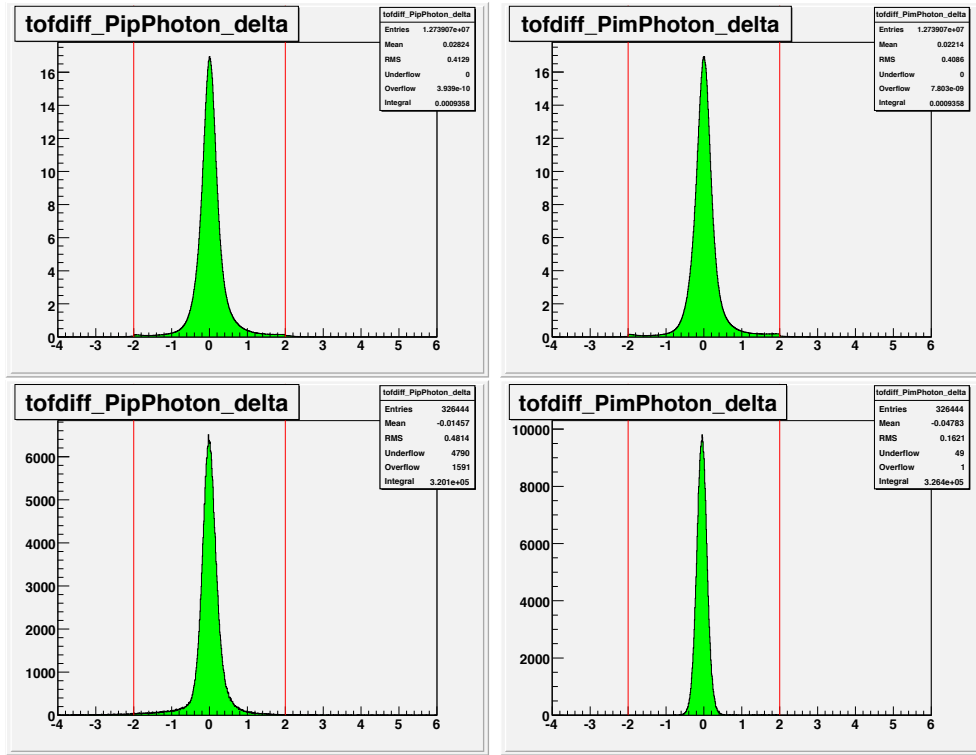 tofdiff_PipPhoton_delta
tofdiff_PipPhoton_delta
Entries 1.273907e+07
Mean 0.02824
RMS 0.4129
Underflow 0
Overflow 3.939e-10
Integral 0.0009358
16
14
12
10
8
6
4
2
0
-4 -3 -2 -1 0 1 2 3 4 5 6
tofdiff_PimPhoton_delta
tofdiff_PimPhoton_delta
Entries 1.273907e+07
Mean 0.02214
RMS 0.4086
Underflow 0
Overflow 7.803e-09
Integral 0.0009358
16
14
12
10
8
6
4
2
0
-4 -3 -2 -1 0 1 2 3 4 5 6
tofdiff_PipPhoton_delta
tofdiff_PipPhoton_delta
Entries 326444
Mean -0.01457
RMS 0.4814
Underflow 4790
Overflow 1591
Integral 3.201e+05
6000
5000
4000
3000
2000
1000
0
-4 -3 -2 -1 0 1 2 3 4 5 6
tofdiff_PimPhoton_delta
tofdiff_PimPhoton_delta
Entries 326444
Mean -0.04783
RMS 0.1621
Underflow 49
Overflow 1
Integral 3.264e+05
10000
8000
6000
4000
2000
0
-4 -3 -2 -1 0 1 2 3 4 5 6